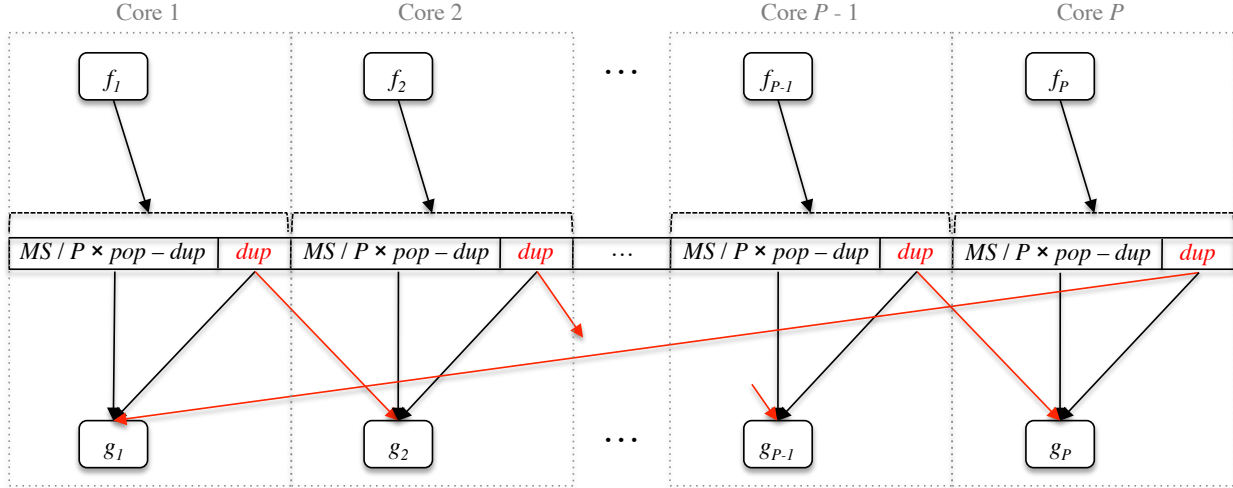 Core 1 Core 2 Core P - 1 Core P
f1 f2 ... fP-1 fP
MS / P × pop – dup dup MS / P × pop – dup dup ... MS / P × pop – dup dup MS / P × pop – dup dup
g1 g2 ... gP-1 gP